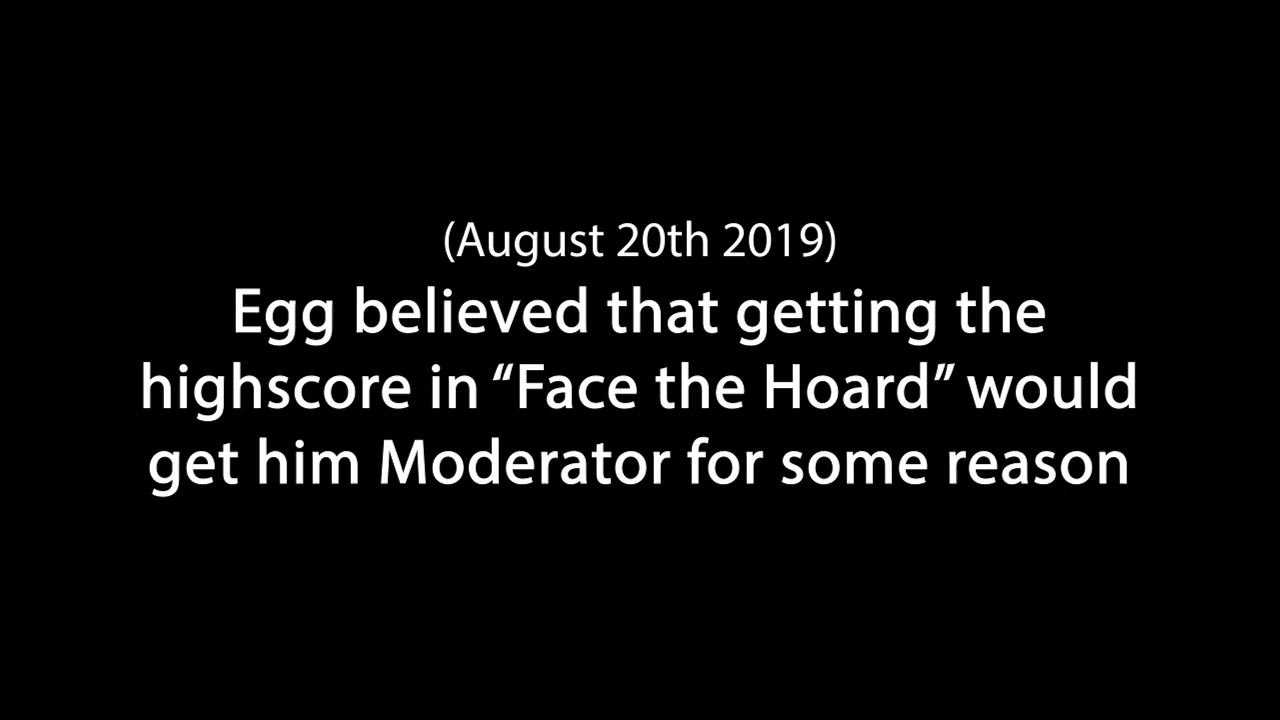 (August 20th 2019)
Egg believed that getting the
highscore in “Face the Hoard” would
get him Moderator for some reason